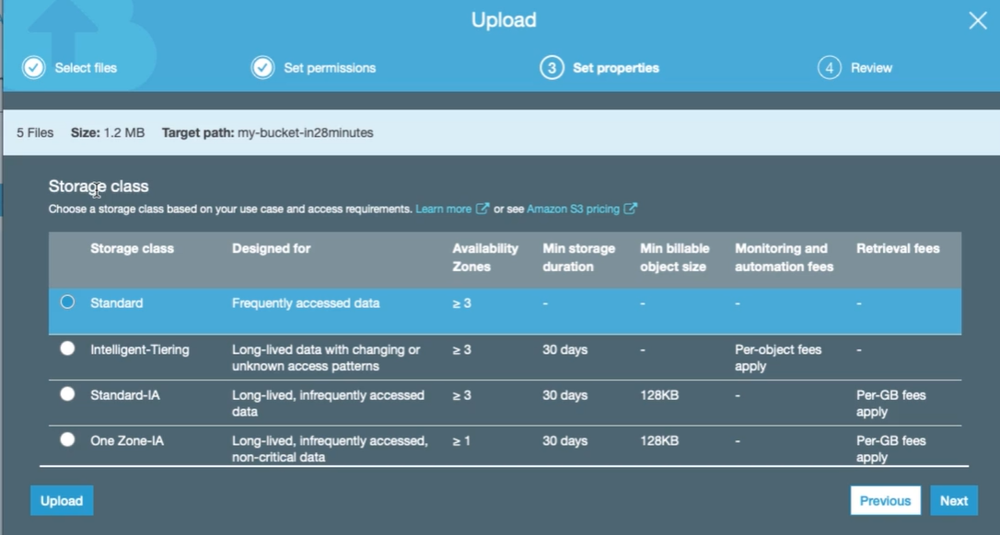 Upload
Select files
Set permissions
3 Set properties
4 Review
5 Files Size: 1.2 MB Target path: my-bucket-in28minutes
Storage class
Choose a storage class based on your use case and access requirements. Learn more or see Amazon S3 pricing
Storage class Designed for Availability Min storage Min billable Monitoring and Retrieval fees
Zones duration object size automation fees
Standard Frequently accessed data ≥ 3 - - - -
Intelligent-Tiering Long-lived data with changing or ≥ 3 30 days - Per-object fees -
unknown access patterns apply
Standard-IA Long-lived, infrequently accessed ≥ 3 30 days 128KB - Per-GB fees
data apply
One Zone-IA Long-lived, infrequently accessed, ≥ 1 30 days 128KB - Per-GB fees
non-critical data apply
Upload Previous Next